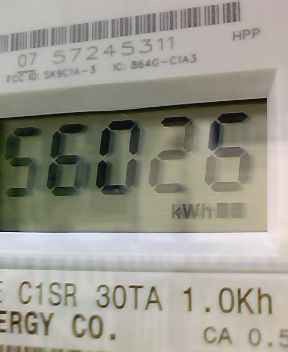 07 57245311
HPP
FCC ID: SK9C1A-3 IC: 864G-C1A3
56026
kWh
C1SR 30TA 1.0Kh
ERGY CO.
CA 0.5